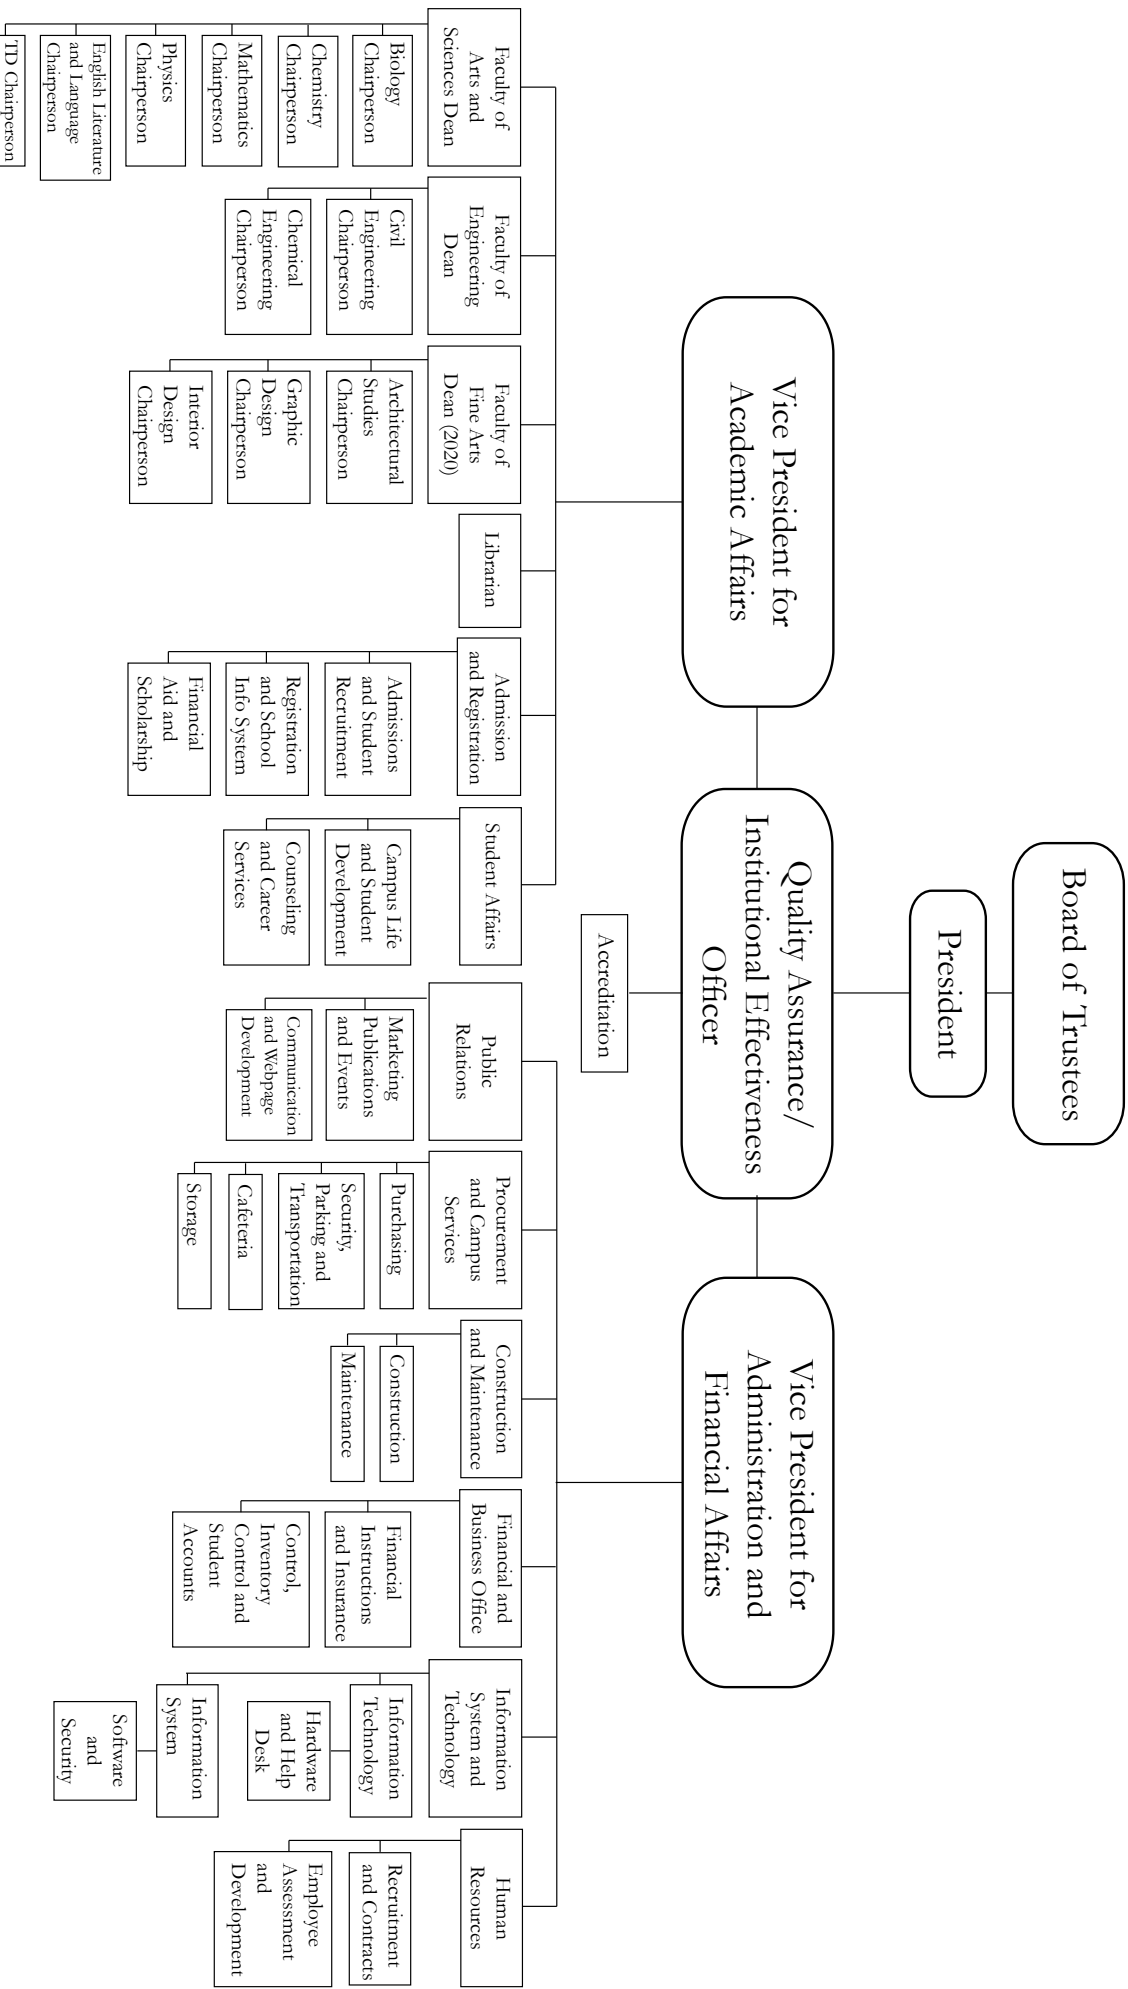 Board of Trustees
President
Vice President for
Academic Affairs
Quality Assurance/
Institutional Effectiveness
Officer
Vice President for
Administration and
Financial Affairs
Accreditation
Faculty of
Arts and
Sciences Dean
Biology
Chairperson
Chemistry
Chairperson
Mathematics
Chairperson
Physics
Chairperson
English Literature
and Language
Chairperson
TD Chairperson
Faculty of
Engineering
Dean
Civil
Engineering
Chairperson
Chemical
Engineering
Chairperson
Faculty of
Fine Arts
Dean (2020)
Architectural
Studies
Chairperson
Graphic
Design
Chairperson
Interior
Design
Chairperson
Librarian
Admission
and Registration
Admissions
and Student
Recruitment
Registration
and School
Info System
Financial
Aid and
Scholarship
Student Affairs
Campus Life
and Student
Development
Counseling
and Career
Services
Public
Relations
Marketing
Publications
and Events
Communication
and Webpage
Development
Procurement
and Campus
Services
Purchasing
Security,
Parking and
Transportation
Cafeteria
Storage
Construction
and Maintenance
Construction
Maintenance
Financial and
Business Office
Financial
Instructions
and Insurance
Control,
Inventory
Control and
Student
Accounts
Information
System and
Technology
Information
Technology
Hardware
and Help
Desk
Information
System
Software
and
Security
Human
Resources
Recruitment
and Contracts
Employee
Assessment
and
Development